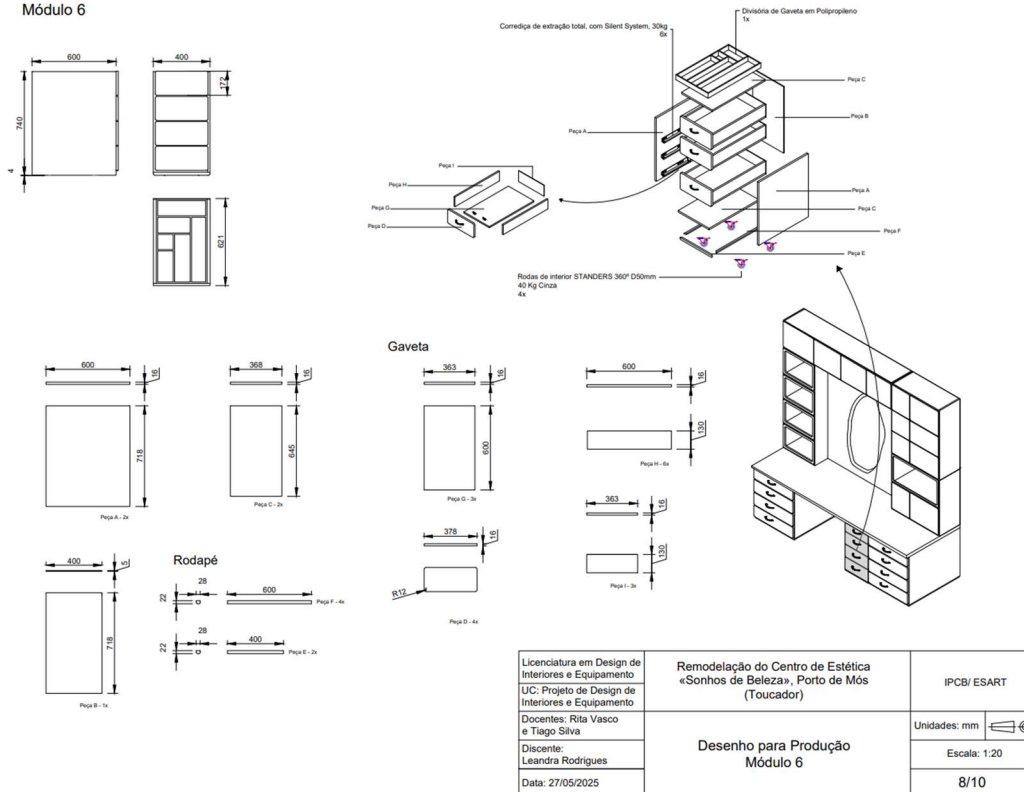 Módulo 6
600
400
172
740
4
621
Corrediça de extração total, com Silent System, 30kg
6x
Divisória de Gaveta em Polipropileno
1x
Peça C
Peça B
Peça A
Peça A
Peça C
Peça F
Peça E
Peça I
Peça H
Peça G
Peça D
Rodas de interior STANDERS 360º D50mm
40 Kg Cinza
4x
600
16
718
Peça A - 2x
368
16
645
Peça C - 2x
Gaveta
363
16
600
Peça G - 3x
600
16
130
Peça H - 6x
378
16
R12
Peça D - 4x
363
16
130
Peça I - 3x
400
5
718
Peça B - 1x
Rodapé
28
22
600
Peça F - 4x
28
22
400
Peça E - 2x
Licenciatura em Design de
Interiores e Equipamento
UC: Projeto de Design de
Interiores e Equipamento
Docentes: Rita Vasco
e Tiago Silva
Discente:
Leandra Rodrigues
Data: 27/05/2025
Remodelação do Centro de Estética
«Sonhos de Beleza», Porto de Mós
(Toucador)
Desenho para Produção
Módulo 6
IPCB/ ESART
Unidades: mm
Escala: 1:20
8/10